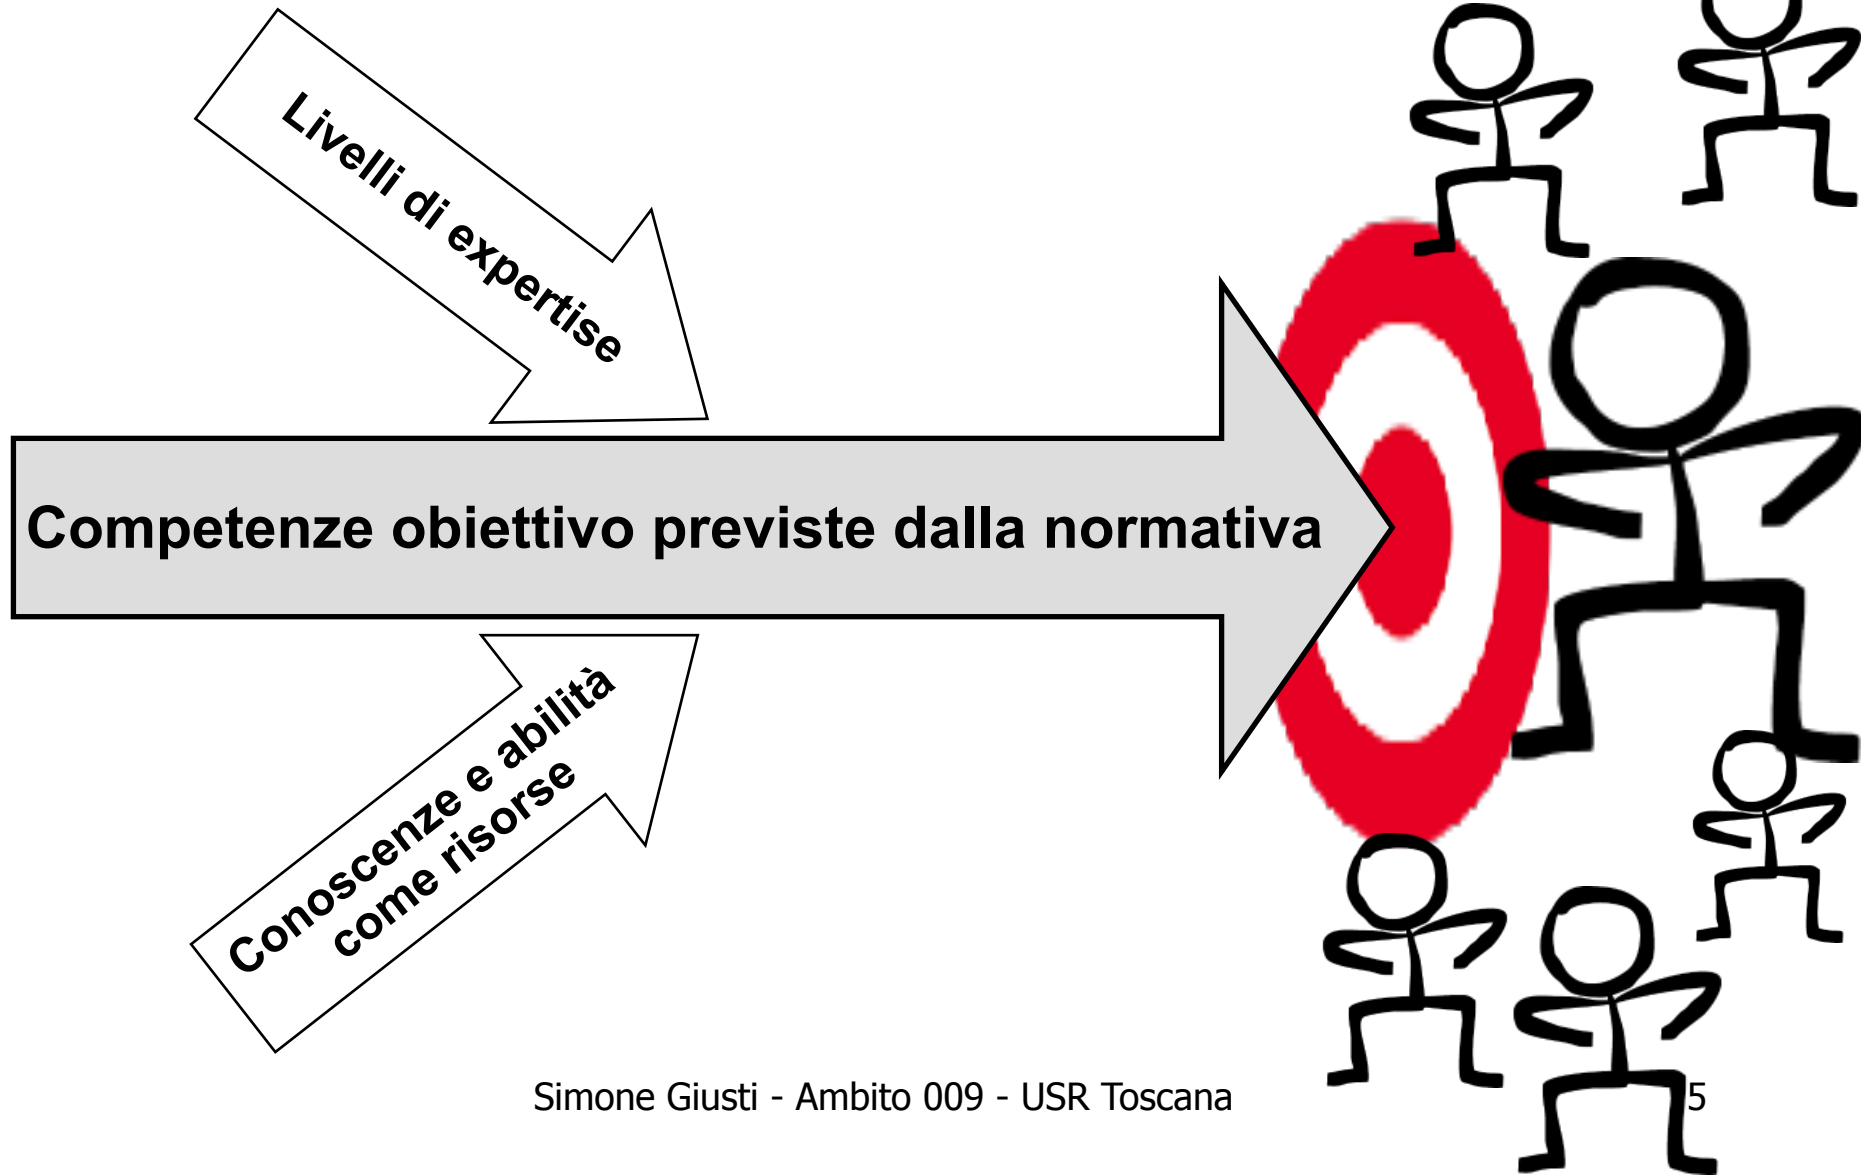 Livelli di expertise
Competenze obiettivo previste dalla normativa
Conoscenze e abilità
come risorse
Simone Giusti - Ambito 009 - USR Toscana
5